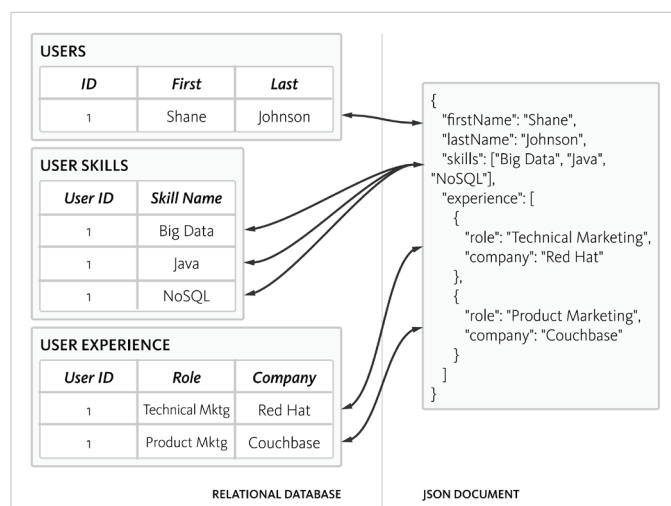 USERS
ID First Last
1 Shane Johnson
USER SKILLS
User ID Skill Name
1 Big Data
1 Java
1 NoSQL
USER EXPERIENCE
User ID Role Company
1 Technical Mktg Red Hat
1 Product Mktg Couchbase
RELATIONAL DATABASE
{
"firstName": "Shane",
"lastName": "Johnson",
"skills": ["Big Data", "Java",
"NoSQL"],
"experience": [
{
"role": "Technical Marketing",
"company": "Red Hat"
},
{
"role": "Product Marketing",
"company": "Couchbase"
}
]
}
JSON DOCUMENT